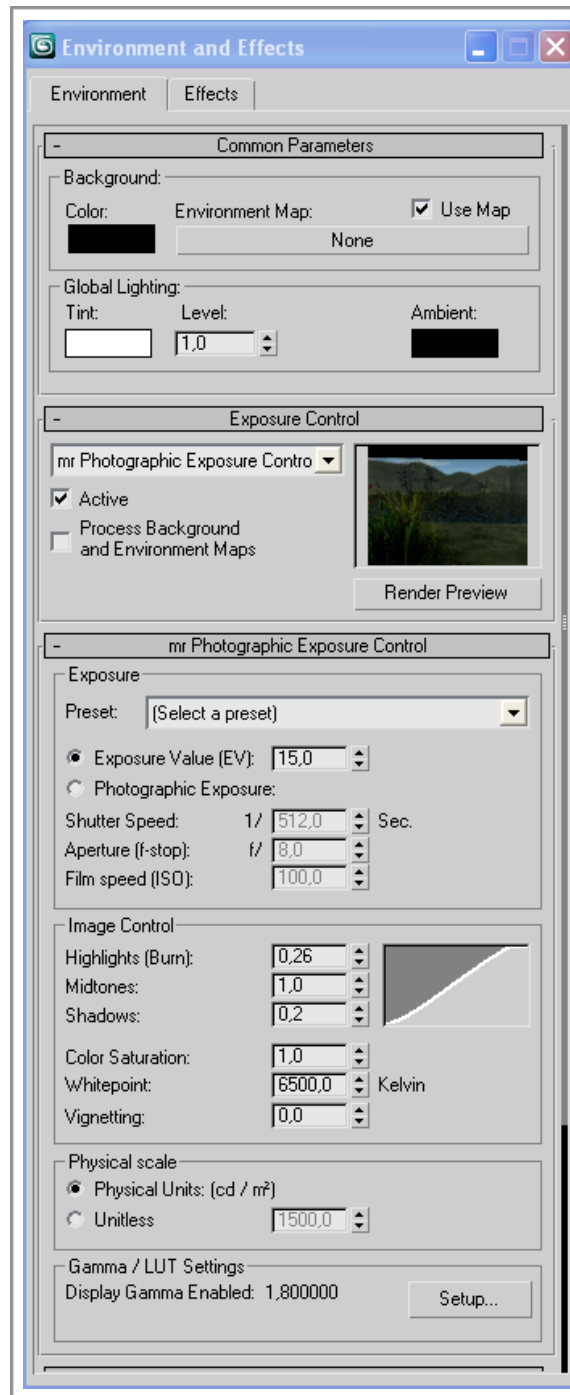 Environment and Effects
Environment Effects
- Common Parameters
Background:
Color: Environment Map: Use Map
None
Global Lighting:
Tint: Level: Ambient:
1,0
- Exposure Control
mr Photographic Exposure Contro
Active
Process Background
and Environment Maps
Render Preview
- mr Photographic Exposure Control
Exposure
Preset: (Select a preset)
Exposure Value (EV): 15,0
Photographic Exposure:
Shutter Speed: 1/ 512,0 Sec.
Aperture (f-stop): f/ 8,0
Film speed (ISO): 100,0
Image Control
Highlights (Burn): 0,26
Midtones: 1,0
Shadows: 0,2
Color Saturation: 1,0
Whitepoint: 6500,0 Kelvin
Vignetting: 0,0
Physical scale
Physical Units: (cd / m²)
Unitless 1500,0
Gamma / LUT Settings
Display Gamma Enabled: 1,800000
Setup...